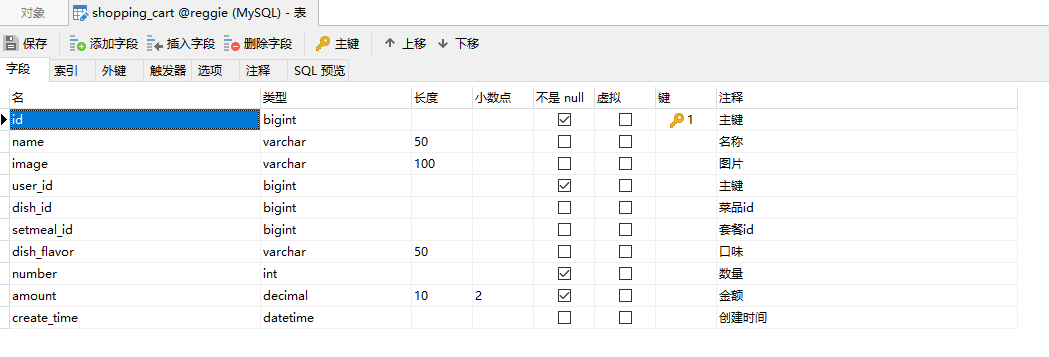 对象 shopping_cart @reggie (MySQL) - 表
保存 添加字段 插入字段 删除字段 主键 上移 下移
字段 索引 外键 触发器 选项 注释 SQL 预览
名 类型 长度 小数点 不是 null 虚拟 键 注释
id bigint 1 主键
name varchar 50 名称
image varchar 100 图片
user_id bigint 主键
dish_id bigint 菜品id
setmeal_id bigint 套餐id
dish_flavor varchar 50 口味
number int 数量
amount decimal 10 2 金额
create_time datetime 创建时间